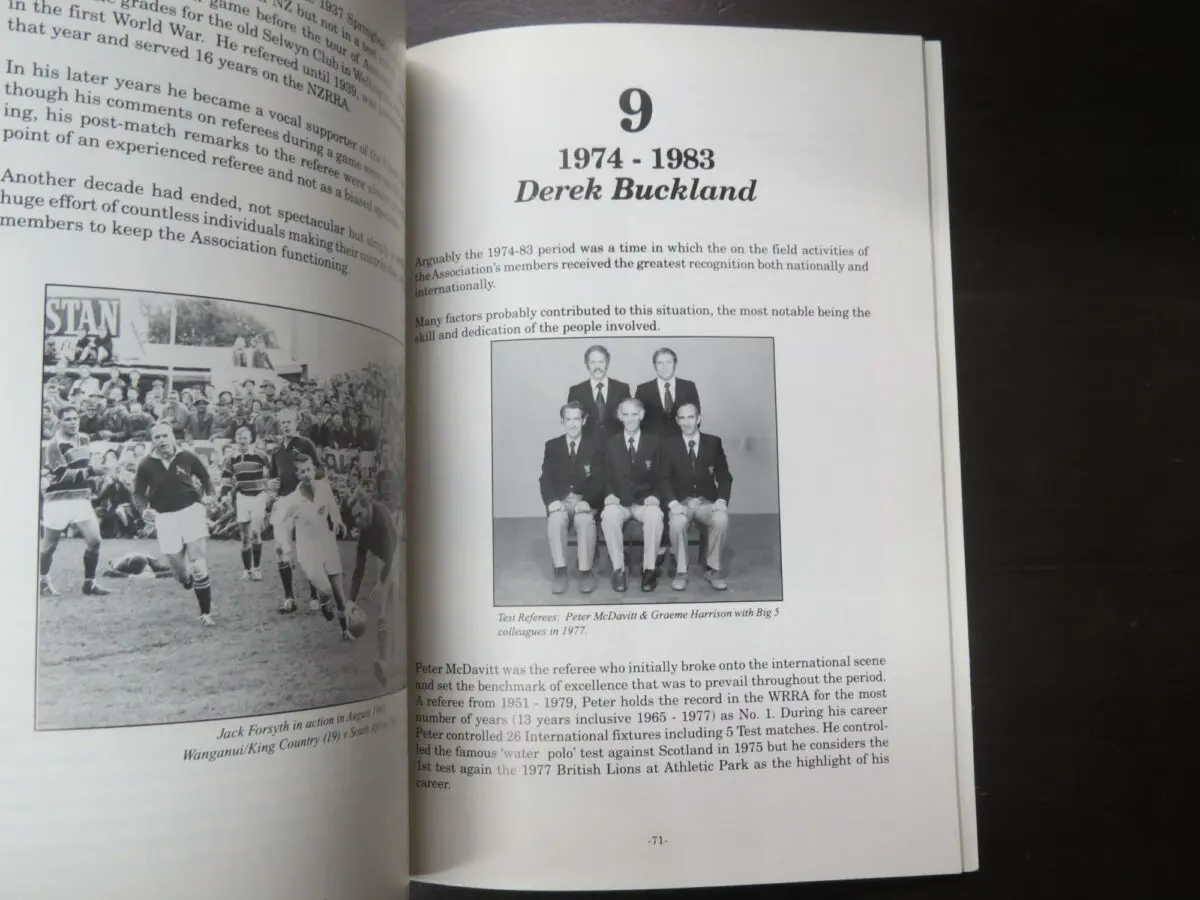 1937 Springbok
NZ but not in a test
game before the tour of
grades for the old Selwyn Club in
in the first World War. He refereed until 1939, was
that year and served 16 years on the NZRRA.
In his later years he became a vocal supporter of the
though his comments on referees during a game were
ing, his post-match remarks to the referee were always
point of an experienced referee and not as a biased
Another decade had ended, not spectacular but simply a
huge effort of countless individuals making their
members to keep the Association functioning.
STAN
Jack Forsyth in action in August
Wanganui/King Country (19) v South Africa
9
1974 - 1983
Derek Buckland
Arguably the 1974-83 period was a time in which the on the field activities of
the Association's members received the greatest recognition both nationally and
internationally.
Many factors probably contributed to this situation, the most notable being the
skill and dedication of the people involved.
Test Referees: Peter McDavitt & Graeme Harrison with Big 5
colleagues in 1977.
Peter McDavitt was the referee who initially broke onto the international scene
and set the benchmark of excellence that was to prevail throughout the period.
A referee from 1951 - 1979, Peter holds the record in the WRRA for the most
number of years (13 years inclusive 1965 - 1977) as No. 1. During his career
Peter controlled 26 International fixtures including 5 Test matches. He control-
led the famous 'water polo' test against Scotland in 1975 but he considers the
1st test again the 1977 British Lions at Athletic Park as the highlight of his
career.
-71-